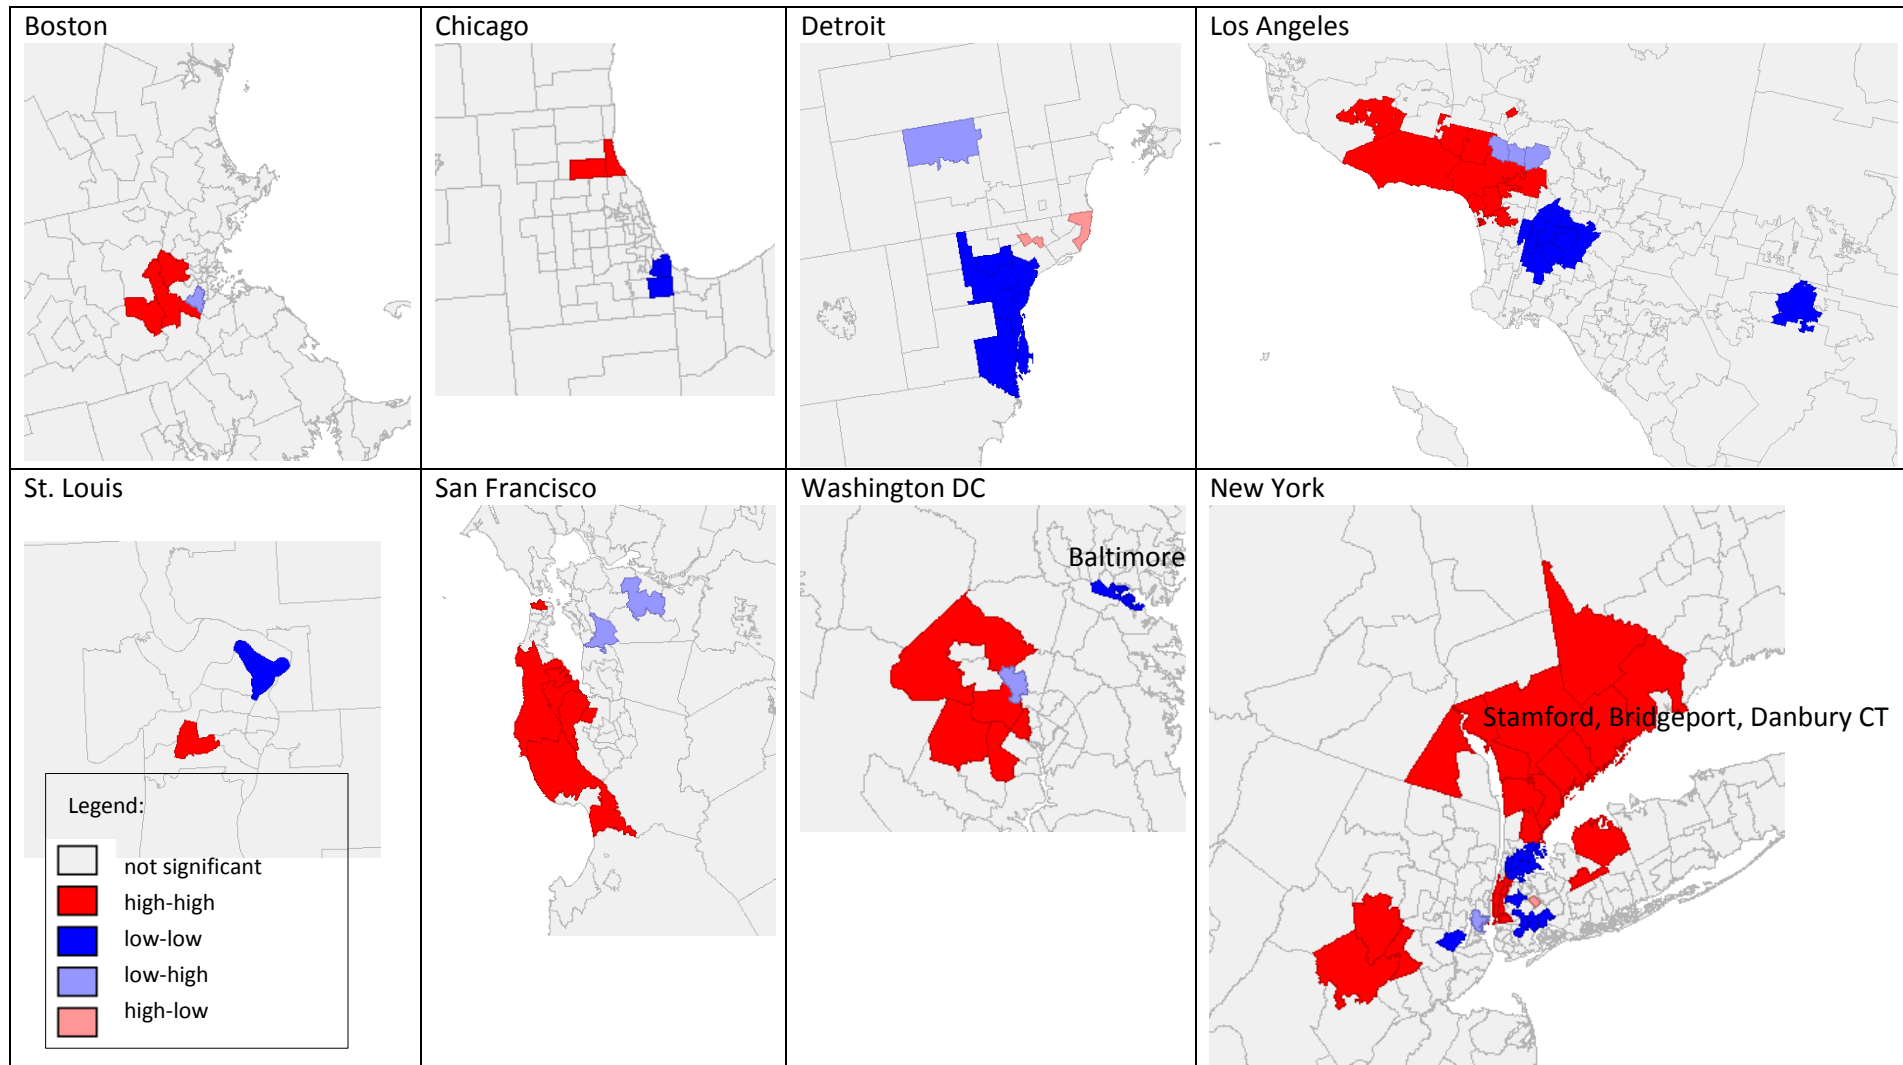 Boston
Chicago
Detroit
Los Angeles
St. Louis
San Francisco
Washington DC
New York
Baltimore
Stamford, Bridgeport, Danbury CT
Legend:
not significant
high-high
low-low
low-high
high-low